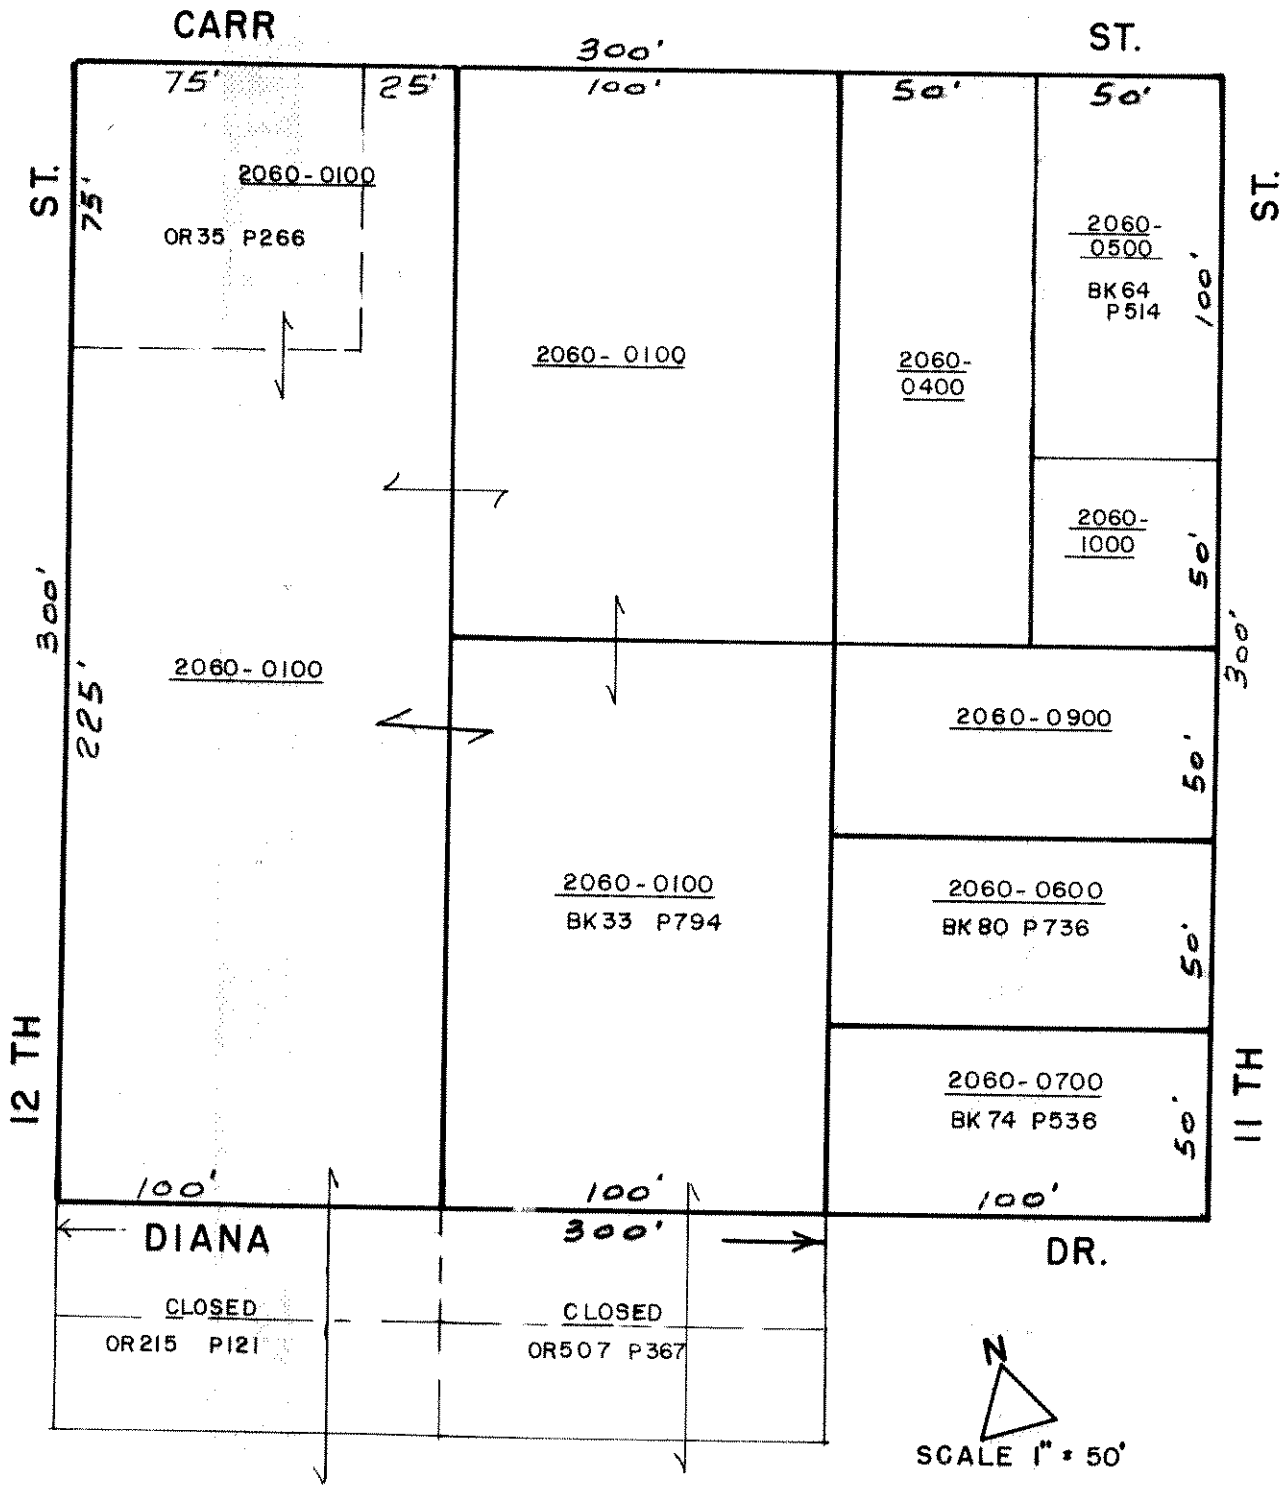 CARR
ST.
300'
75'
25'
100'
50'
50'
ST.
75'
2060-0100
OR35 P266
2060-
0500
BK64
P514
100'
ST.
2060-0100
2060-
0400
2060-
1000
50'
300'
225'
2060-0100
300'
2060-0900
50'
2060-0100
BK33 P794
2060-0600
BK80 P736
50'
12 TH
2060-0700
BK74 P536
50'
11 TH
100'
100'
100'
DIANA
300'
DR.
CLOSED
OR215 P121
CLOSED
OR507 P367
N
SCALE 1" = 50'